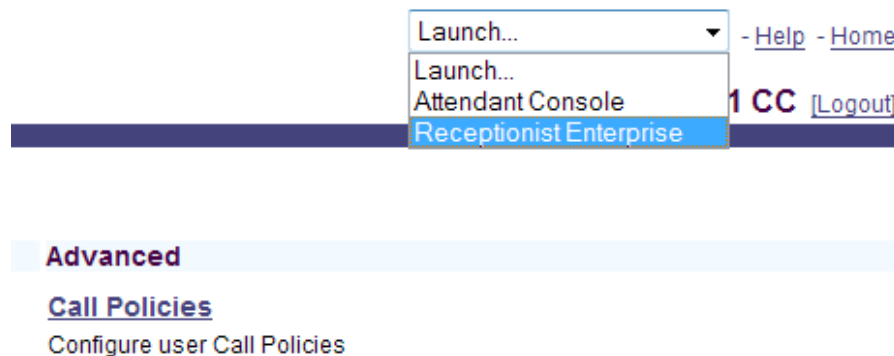 Launch... - Help - Home
Launch...
Attendant Console 1 CC [Logout]
Receptionist Enterprise
Advanced
Call Policies
Configure user Call Policies